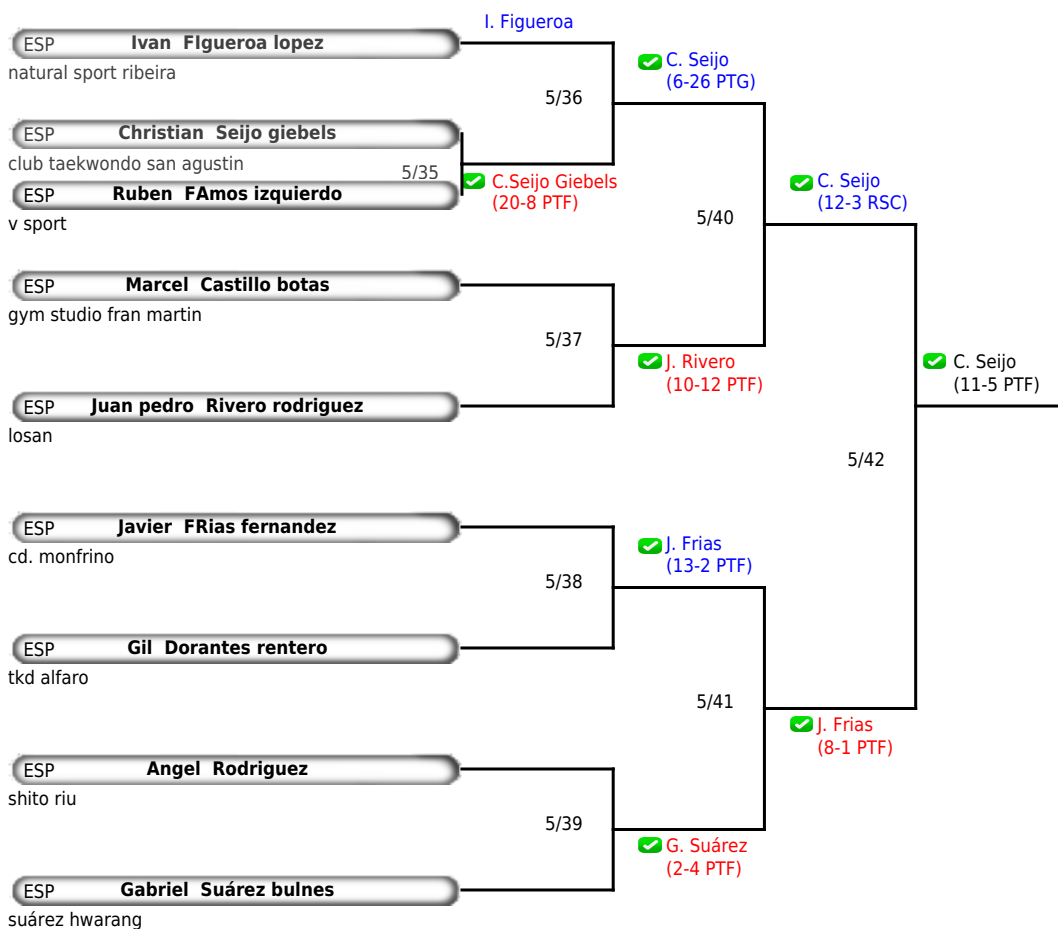 I. Figueroa
ESP Ivan FIgueroa lopez
natural sport ribeira
C. Seijo
(6-26 PTG)
5/36
ESP Christian Seijo giebels
club taekwondo san agustin
5/35
C.Seijo Giebels
(20-8 PTF)
ESP Ruben FAmos izquierdo
v sport
C. Seijo
(12-3 RSC)
5/40
ESP Marcel Castillo botas
gym studio fran martin
5/37
J. Rivero
(10-12 PTF)
C. Seijo
(11-5 PTF)
ESP Juan pedro Rivero rodriguez
losan
5/42
ESP Javier FRias fernandez
cd. monfrino
J. Frias
(13-2 PTF)
5/38
ESP Gil Dorantes rentero
tkd alfaro
5/41
J. Frias
(8-1 PTF)
ESP Angel Rodriguez
shito riu
5/39
G. Suárez
(2-4 PTF)
ESP Gabriel Suárez bulnes
suárez hwarang